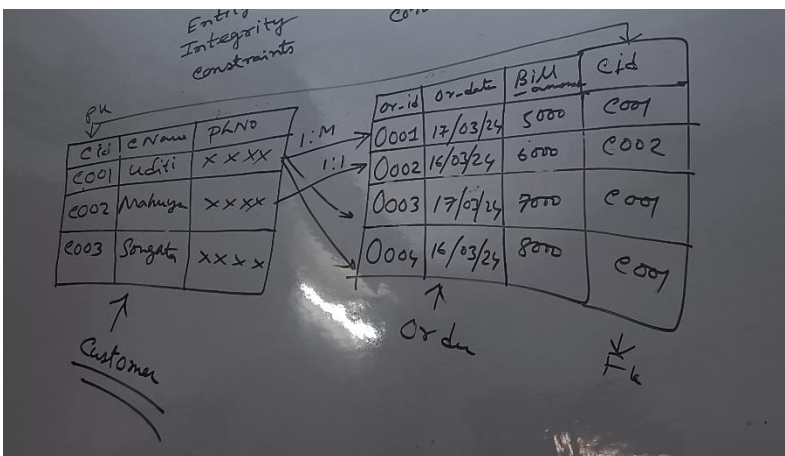 Entity
Integrity
constraints
con
PK
Cid CName phNO
C001 Uditi xxxx
C002 Mahuya xxxx
C003 xxxx
Customer
1:M
1:1
or-id or-date Bill Cid
0001 17/03/24 5000 C001
0002 16/03/24 6000 C002
0003 17/03/24 7000 C001
0004 16/03/24 8000 C001
Order
Fk